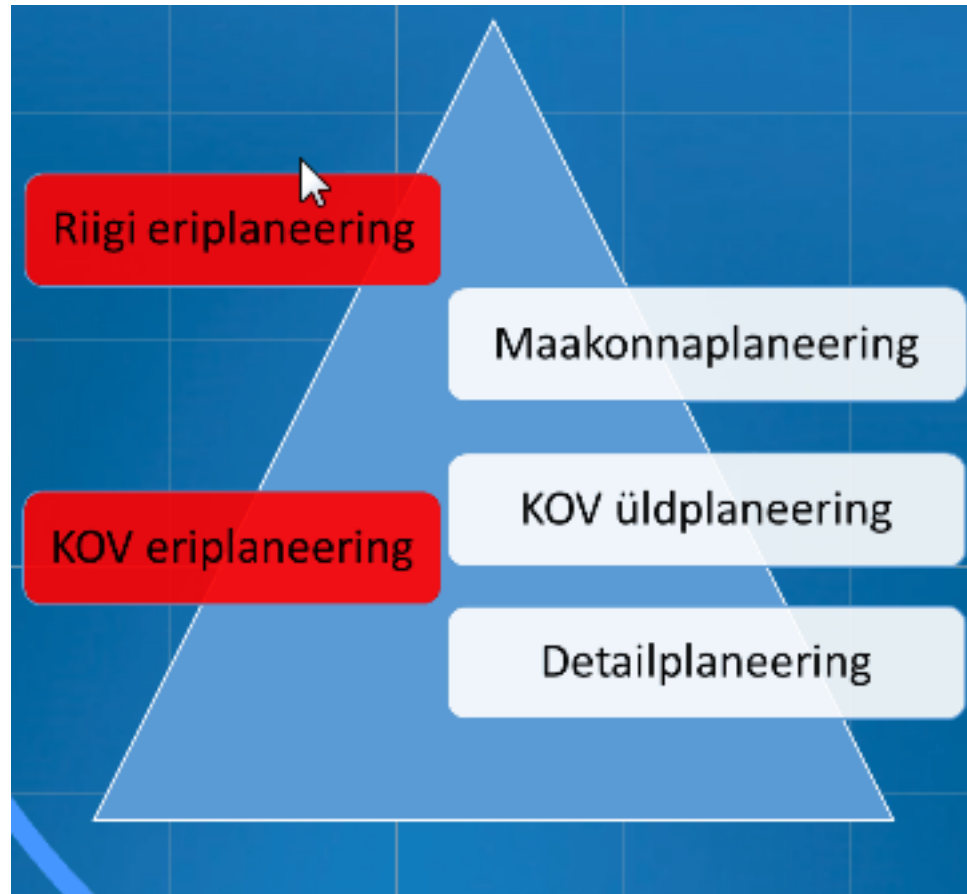 Riigi eriplaneering
Maakonnaplaneering
KOV üldplaneering
KOV eriplaneering
Detailplaneering